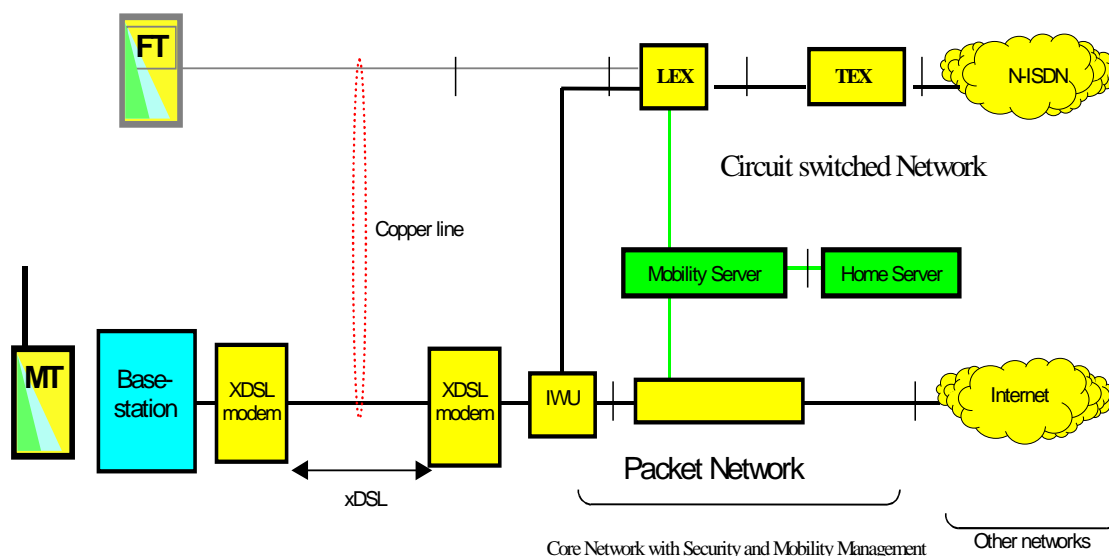 FT
LEX
TEX
N-ISDN
Circuit switched Network
Copper line
Mobility Server
Home Server
MT
Base-
station
XDSL
modem
XDSL
modem
IWU
Internet
Packet Network
xDSL
Core Network with Security and Mobility Management
Other networks